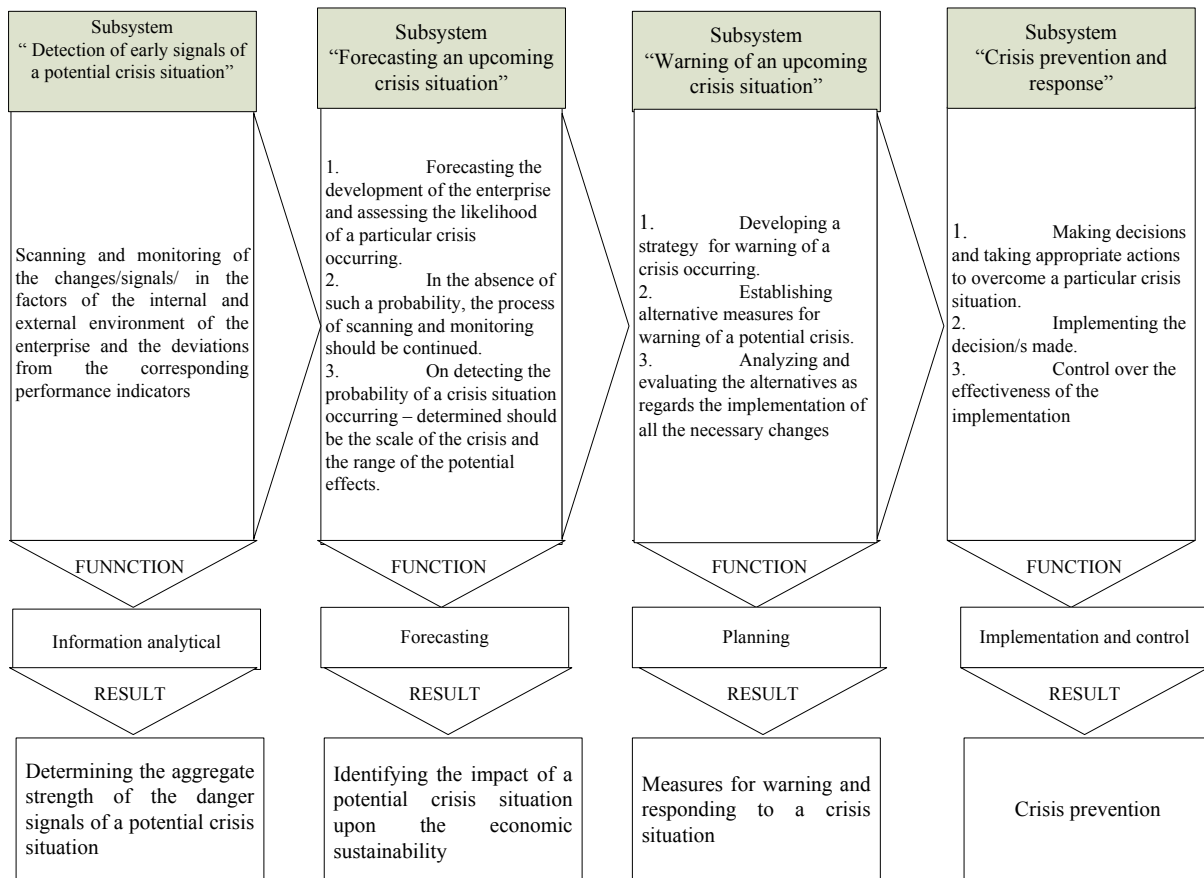 Subsystem
“ Detection of early signals of
a potential crisis situation”
Scanning and monitoring of
the changes/signals/ in the
factors of the internal and
external environment of the
enterprise and the deviations
from the corresponding
performance indicators
FUNNCTION
Information analytical
RESULT
Determining the aggregate
strength of the danger
signals of a potential crisis
situation
Subsystem
“Forecasting an upcoming
crisis situation”
1. Forecasting the
development of the enterprise
and assessing the likelihood
of a particular crisis
occurring.
2. In the absence of
such a probability, the process
of scanning and monitoring
should be continued.
3. On detecting the
probability of a crisis situation
occurring – determined should
be the scale of the crisis and
the range of the potential
effects.
FUNCTION
Forecasting
RESULT
Identifying the impact of a
potential crisis situation
upon the economic
sustainability
Subsystem
“Warning of an upcoming
crisis situation”
1. Developing a
strategy for warning of a
crisis occurring.
2. Establishing
alternative measures for
warning of a potential crisis.
3. Analyzing and
evaluating the alternatives as
regards the implementation of
all the necessary changes
FUNCTION
Planning
RESULT
Measures for warning and
responding to a crisis
situation
Subsystem
“Crisis prevention and
response”
1. Making decisions
and taking appropriate actions
to overcome a particular crisis
situation.
2. Implementing the
decision/s made.
3. Control over the
effectiveness of the
implementation
FUNCTION
Implementation and control
RESULT
Crisis prevention